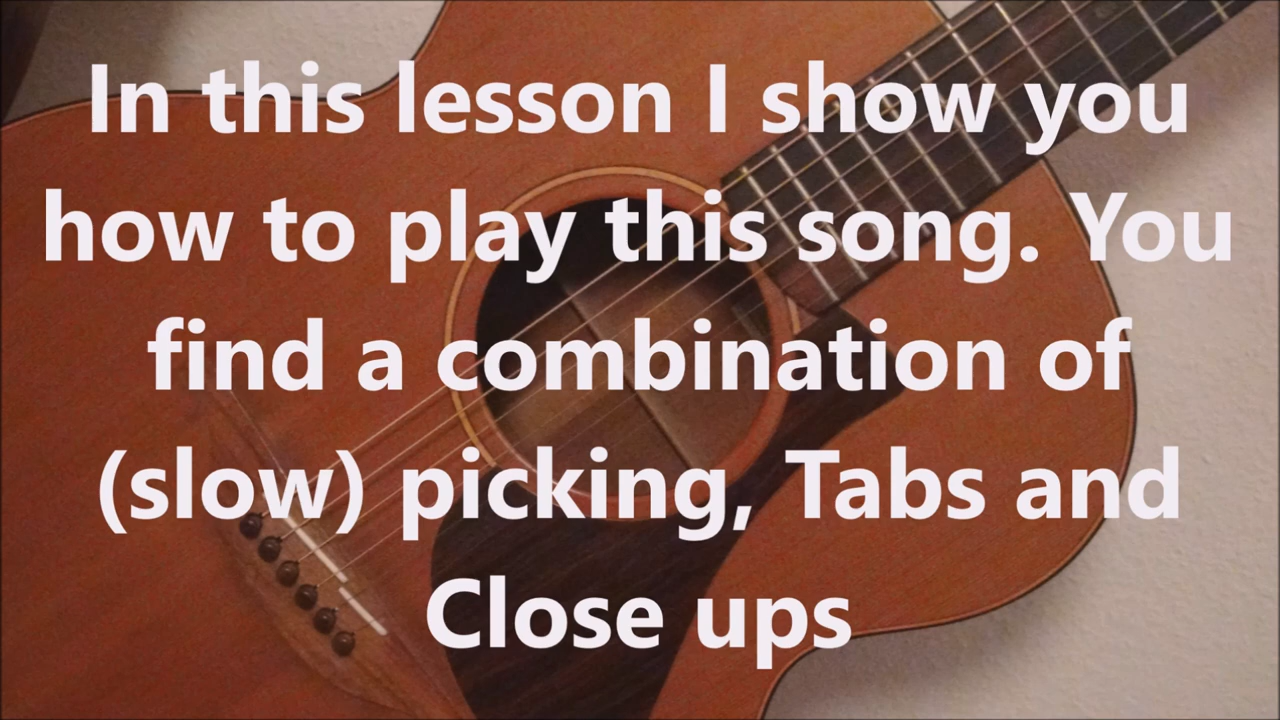 In this lesson I show you
how to play this song. You
find a combination of
(slow) picking, Tabs and
Close ups